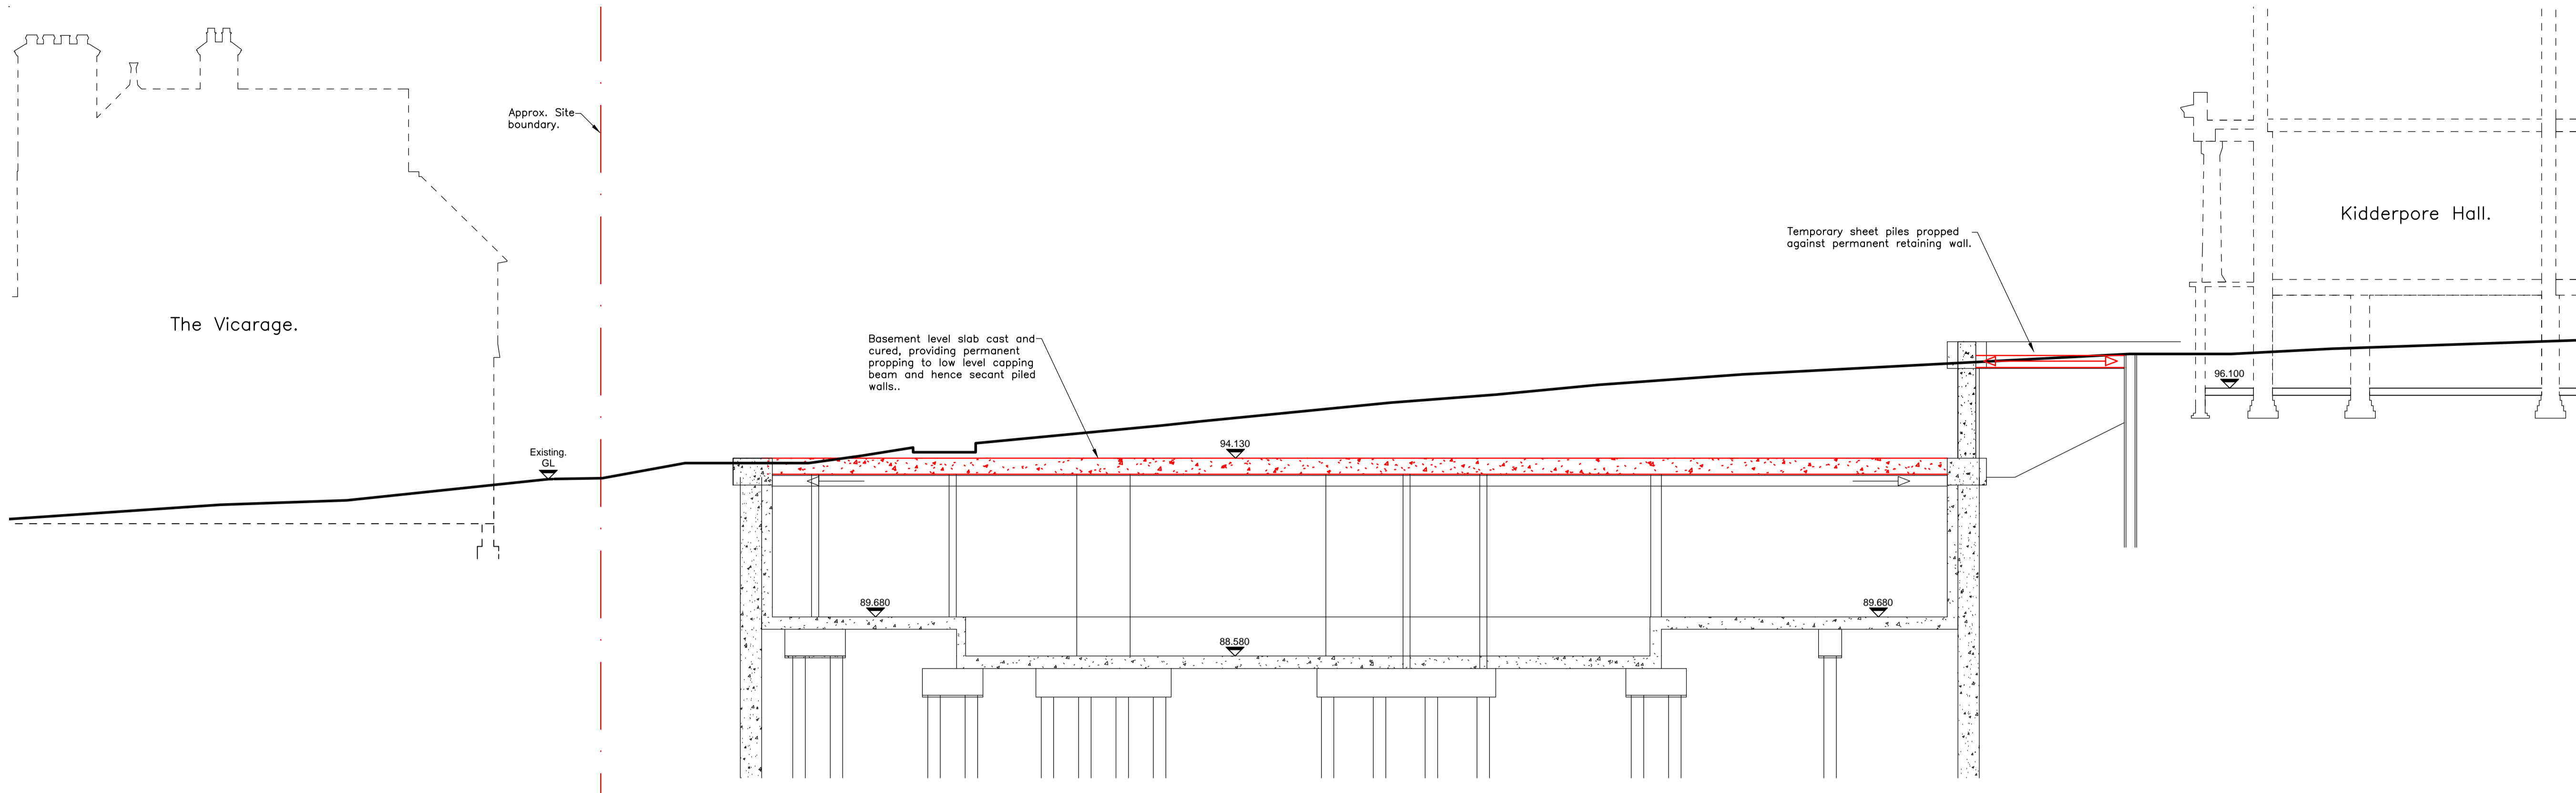 Approx. Site
boundary.
The Vicarage.
Existing.
GL
Basement level slab cast and
cured, providing permanent
propping to low level capping
beam and hence secant piled
walls..
94.130
Temporary sheet piles propped
against permanent retaining wall.
Kidderpore Hall.
96.100
89.680
88.580
89.680